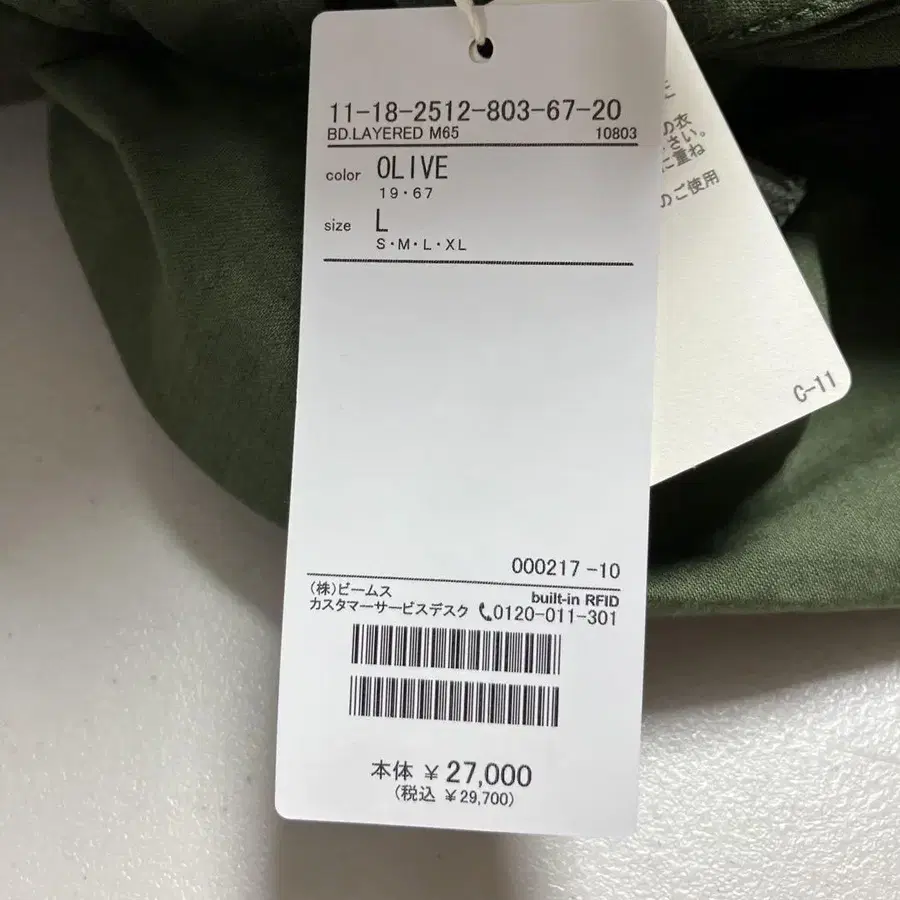 11-18-2512-803-67-20
BD.LAYERED M65 10803
color OLIVE
19・67
size L
S・M・L・XL
000217-10
(株)ビームス built-in RFID
カスタマーサービスデスク 0120-011-301
本体 ¥ 27,000
(税込 ¥29,700)
の衣
さい。
に重ね
のご使用
C-11